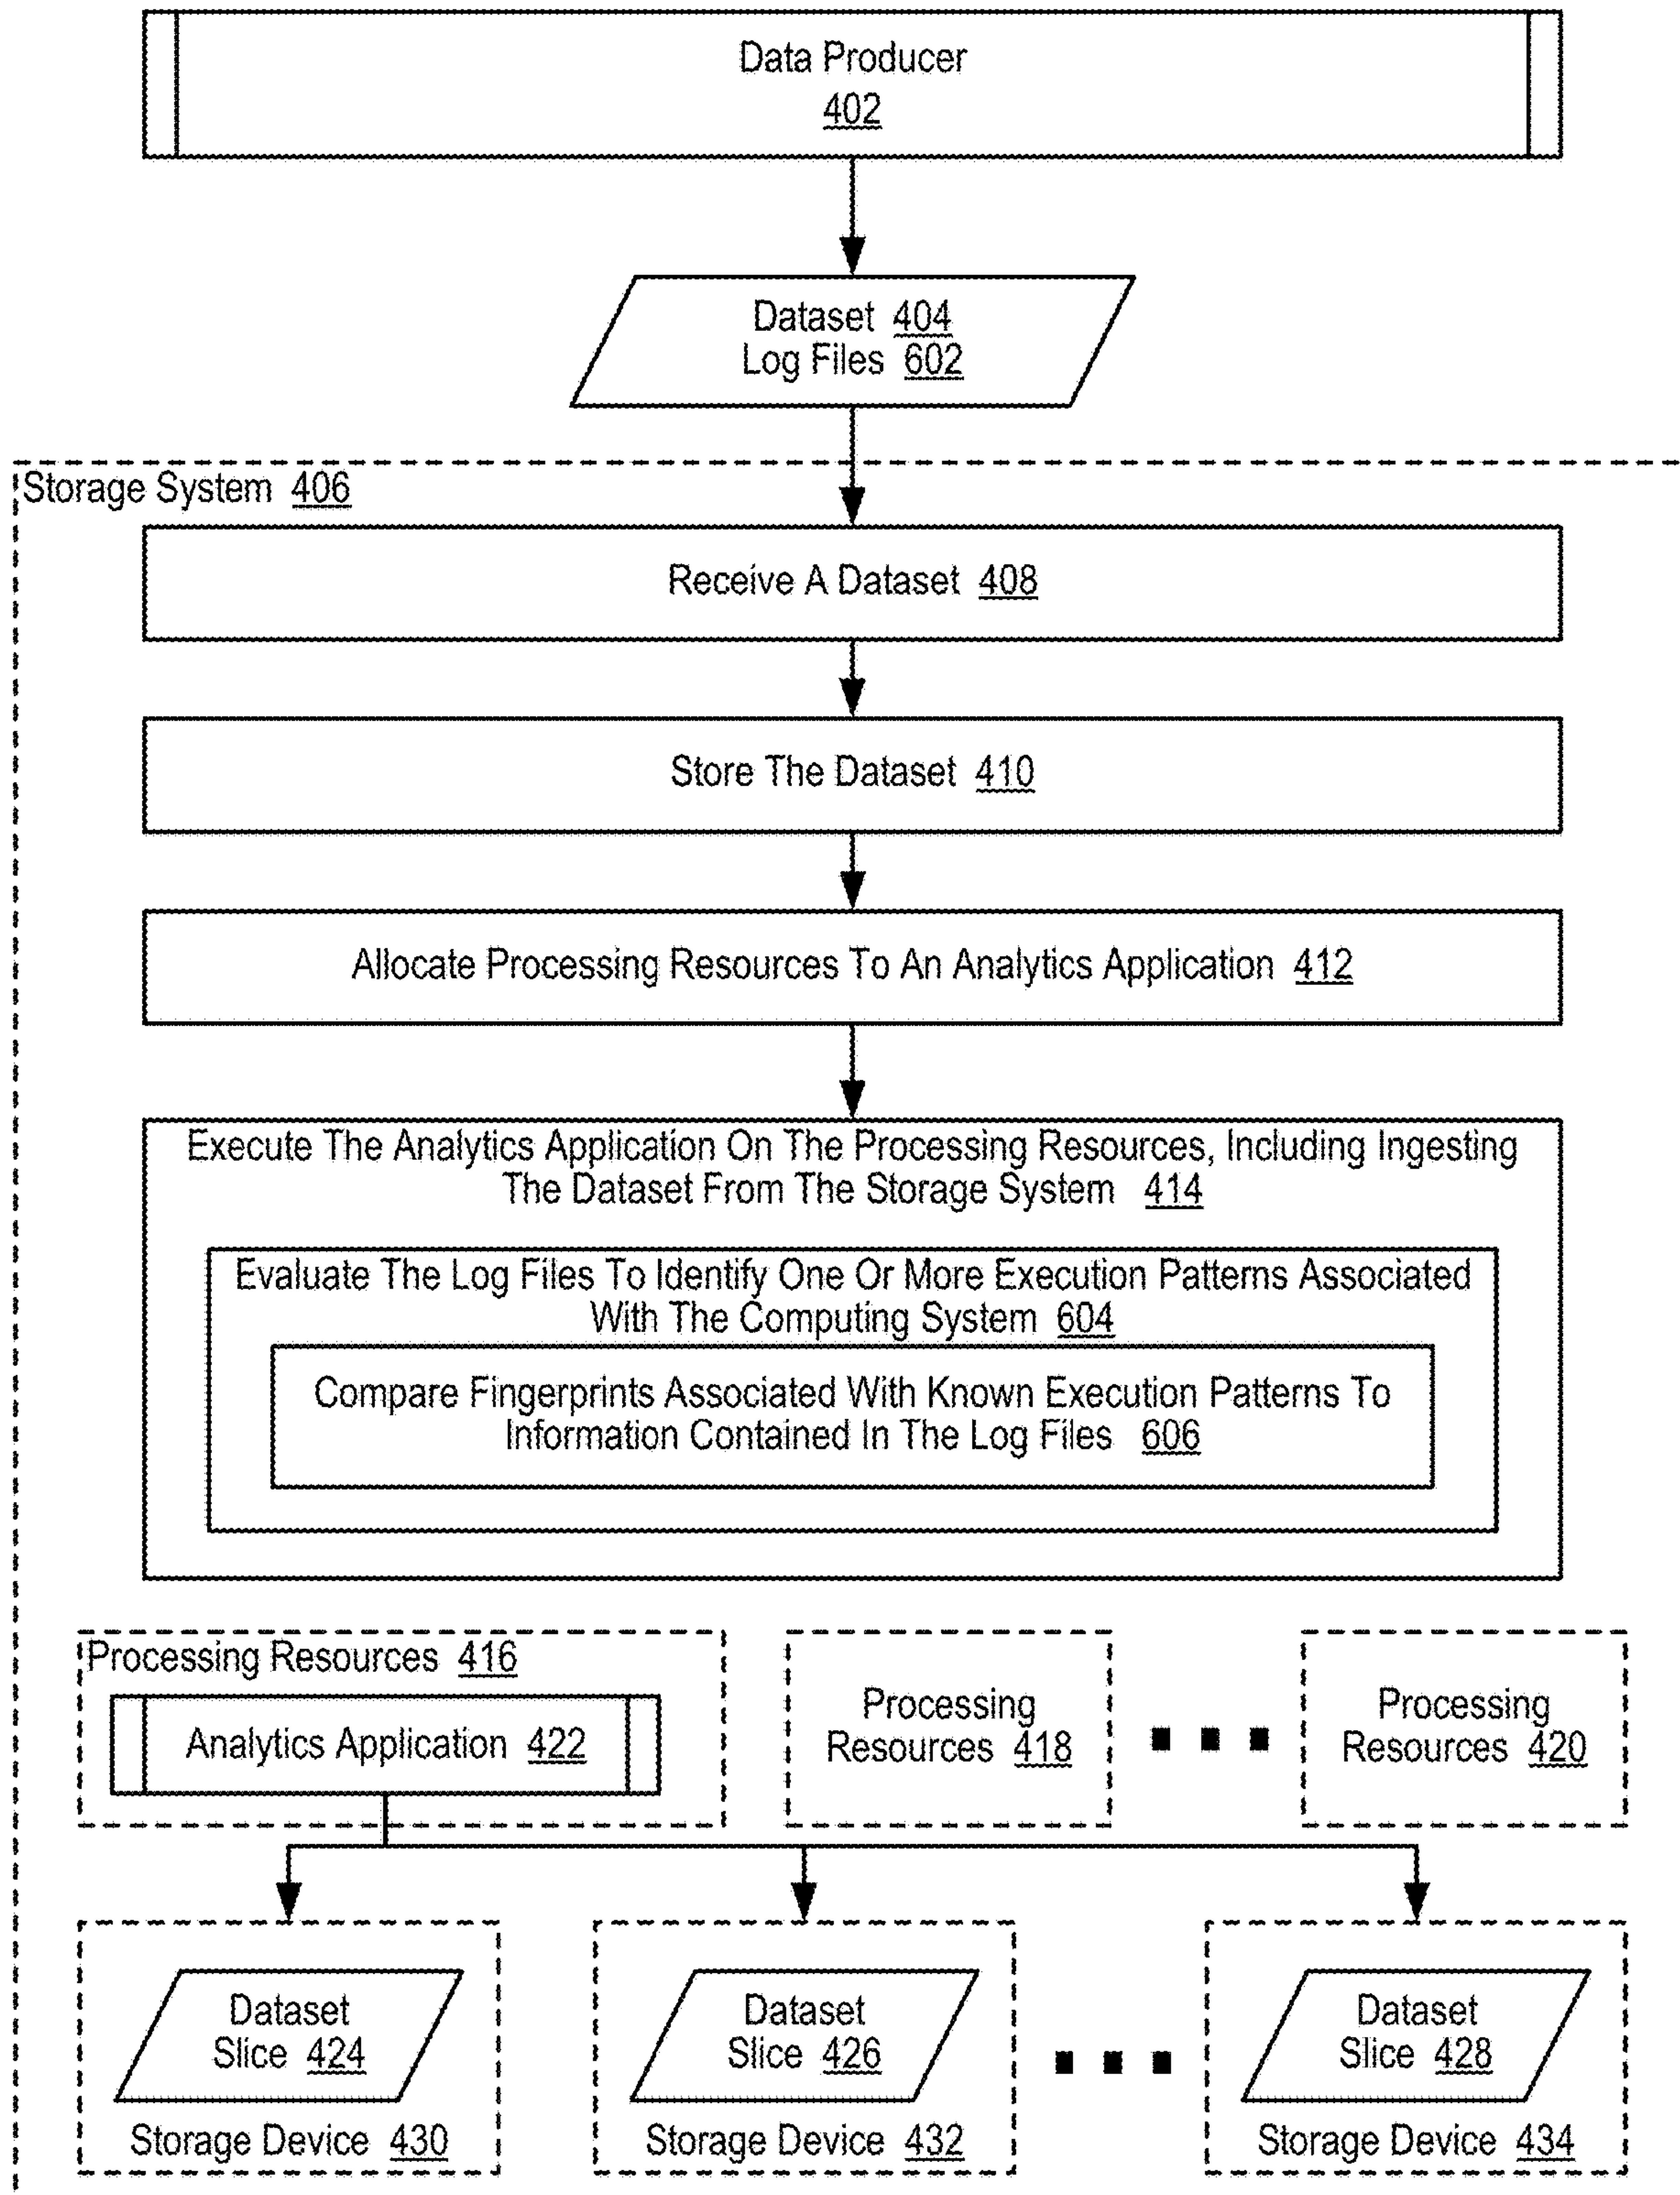 Data Producer
402
Dataset 404
Log Files 602
Storage System 406
Receive A Dataset 408
Store The Dataset 410
Allocate Processing Resources To An Analytics Application 412
Execute The Analytics Application On The Processing Resources, Including Ingesting
The Dataset From The Storage System 414
Evaluate The Log Files To Identify One Or More Execution Patterns Associated
With The Computing System 604
Compare Fingerprints Associated With Known Execution Patterns To
Information Contained In The Log Files 606
Processing Resources 416
Analytics Application 422
Processing
Resources 418
Processing
Resources 420
Dataset
Slice 424
Storage Device 430
Dataset
Slice 426
Storage Device 432
Dataset
Slice 428
Storage Device 434